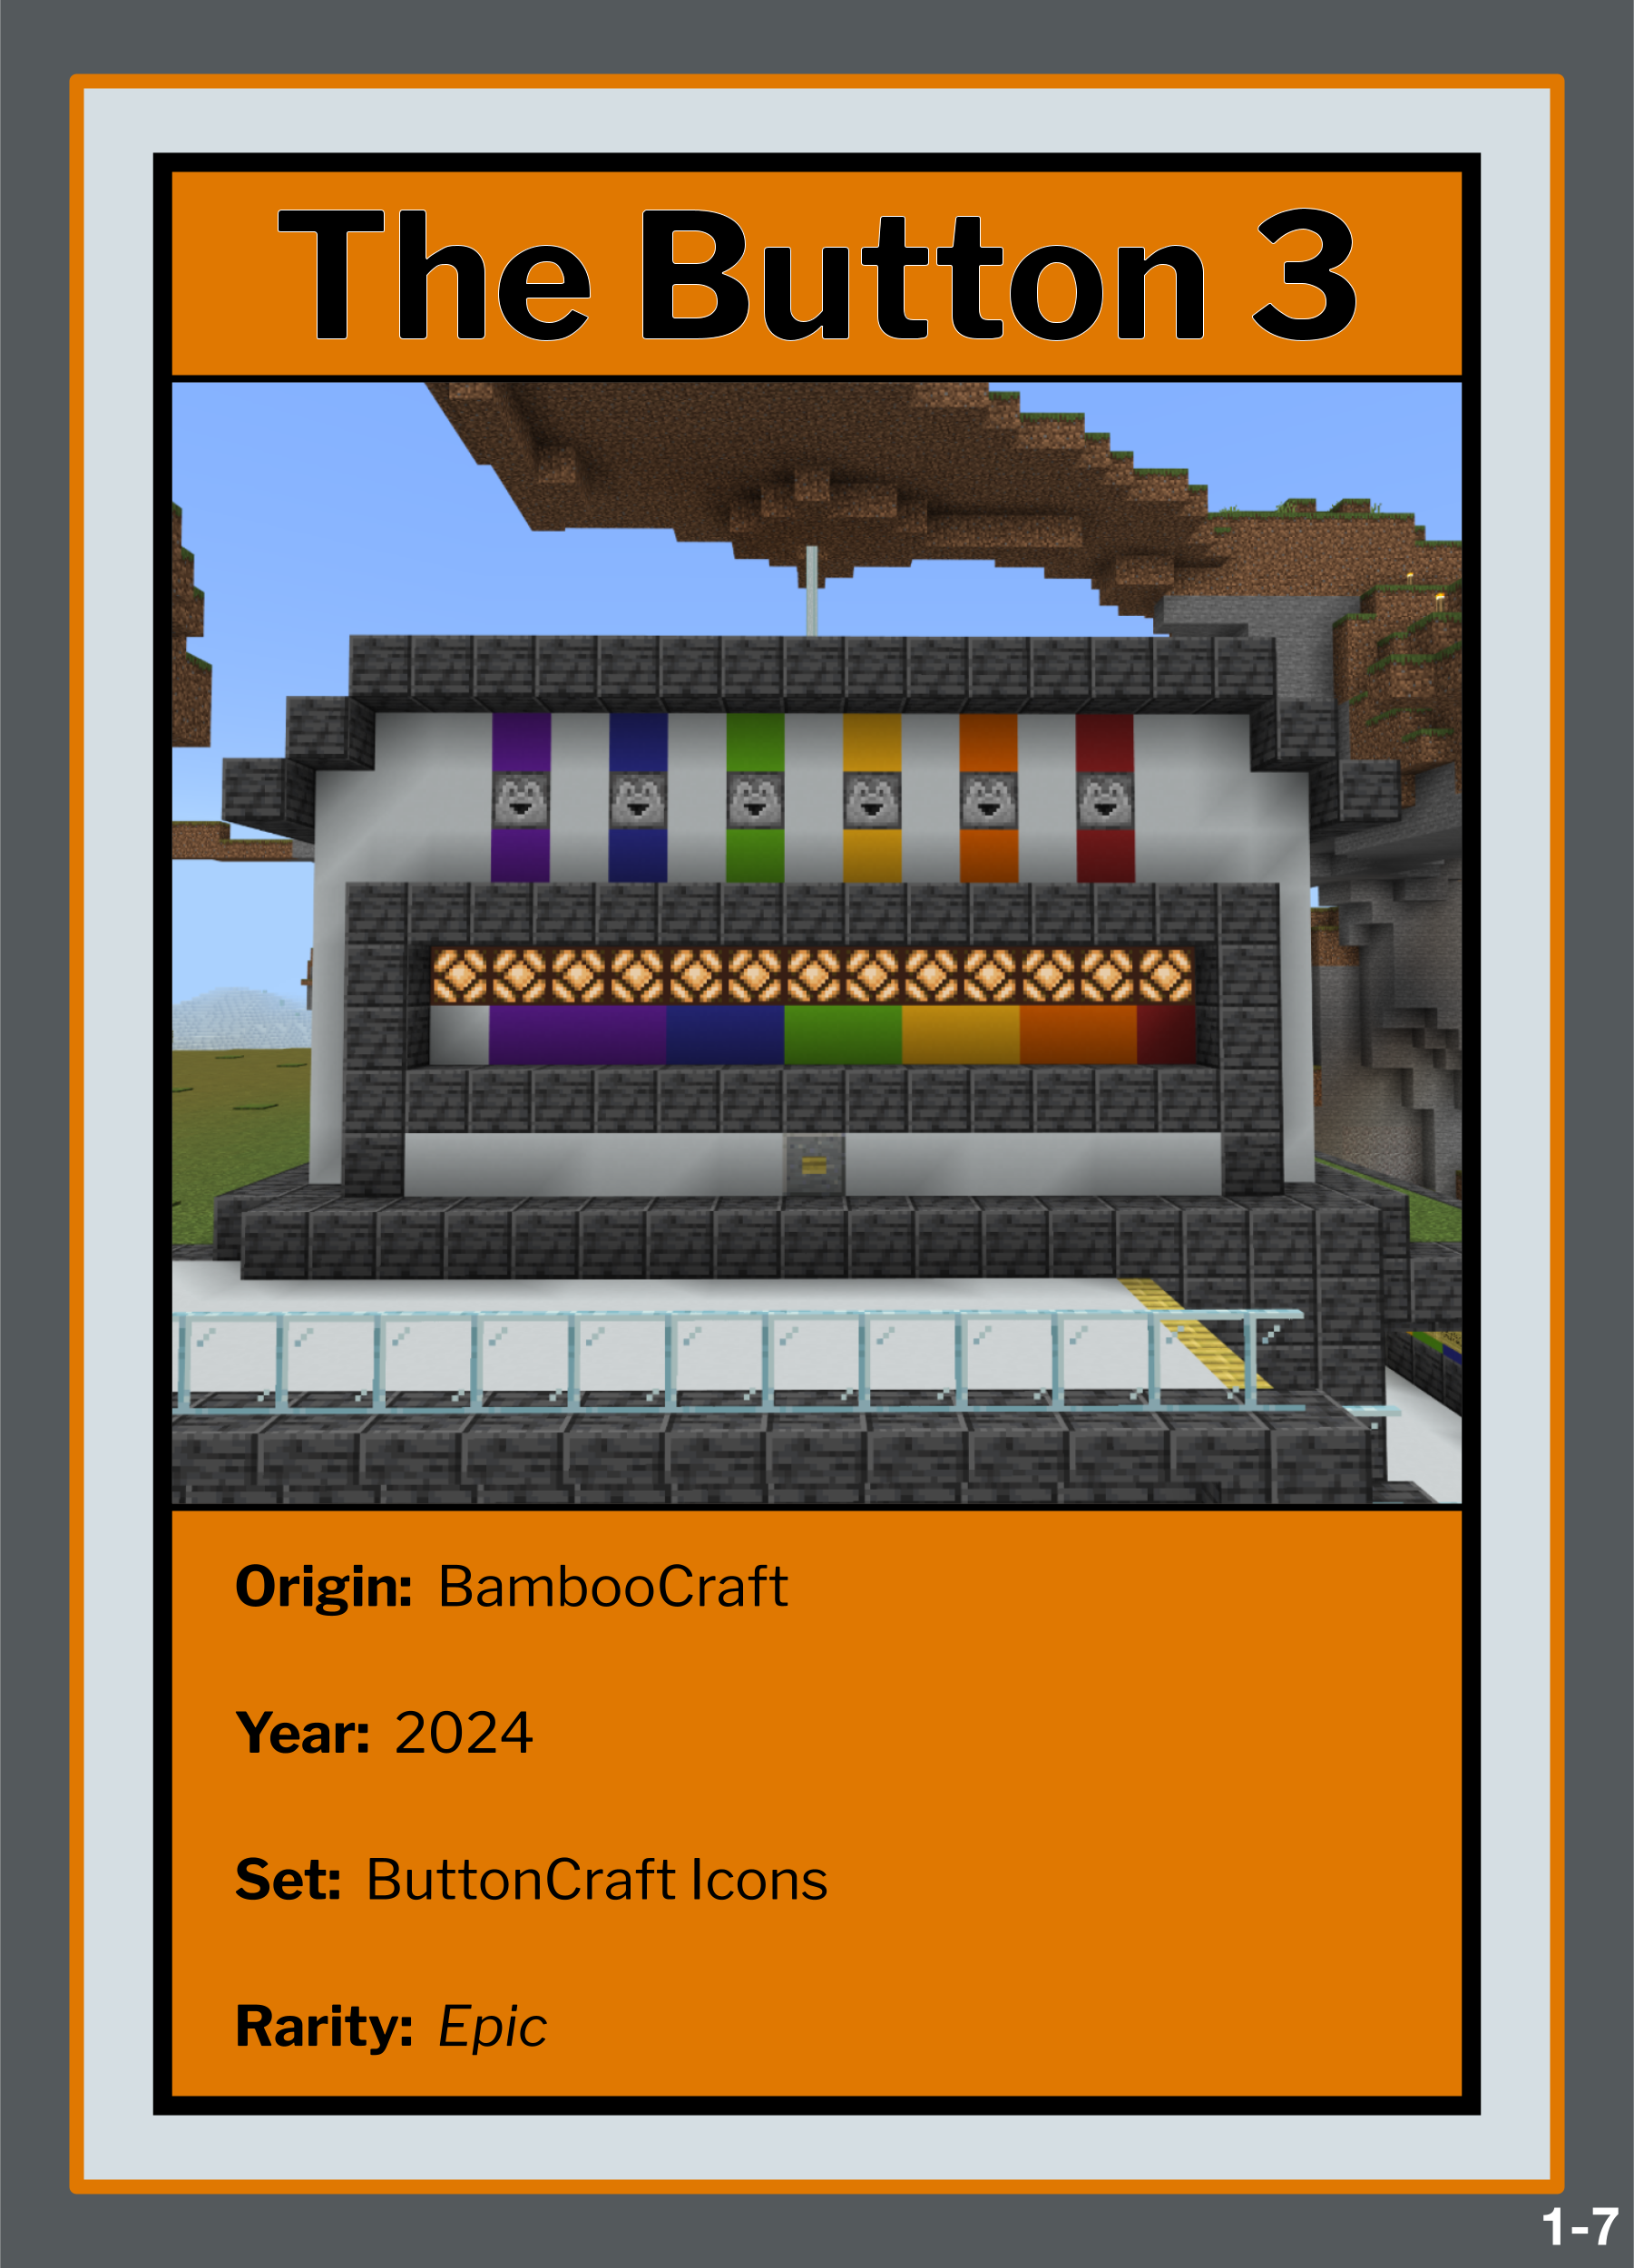 The Button 3
Origin: BambooCraft
Year: 2024
Set: ButtonCraft Icons
Rarity: Epic
1-7